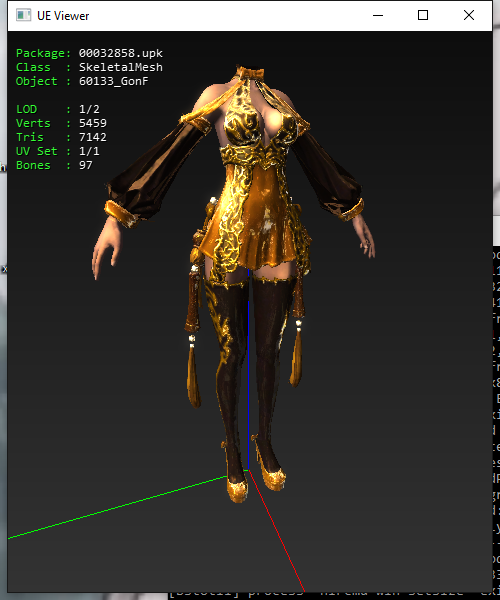 UE Viewer
Package: 00032858.upk
Class : SkeletalMesh
Object : 60133_GonF
LOD : 1/2
Verts : 5459
Tris : 7142
UV Set : 1/1
Bones : 97